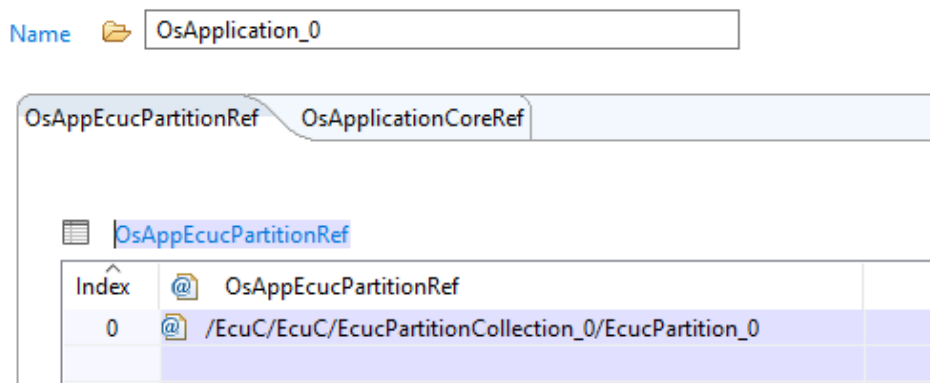 Name OsApplication_0
OsAppEcucPartitionRef OsApplicationCoreRef
OsAppEcucPartitionRef
Index OsAppEcucPartitionRef
0 /EcuC/EcuC/EcucPartitionCollection_0/EcucPartition_0